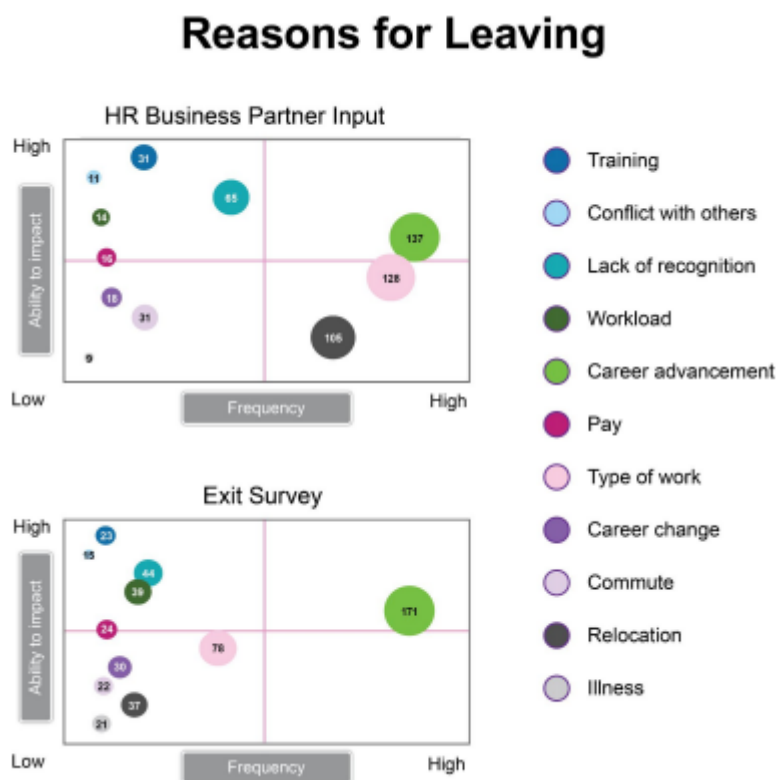 Reasons for Leaving
HR Business Partner Input
High
Ability to impact
31
11
65
14
137
16
128
18
31
105
9
Low
Frequency
High
Exit Survey
High
Ability to impact
23
15
44
39
171
24
78
30
22
37
21
Low
Frequency
High
Training
Conflict with others
Lack of recognition
Workload
Career advancement
Pay
Type of work
Career change
Commute
Relocation
Illness